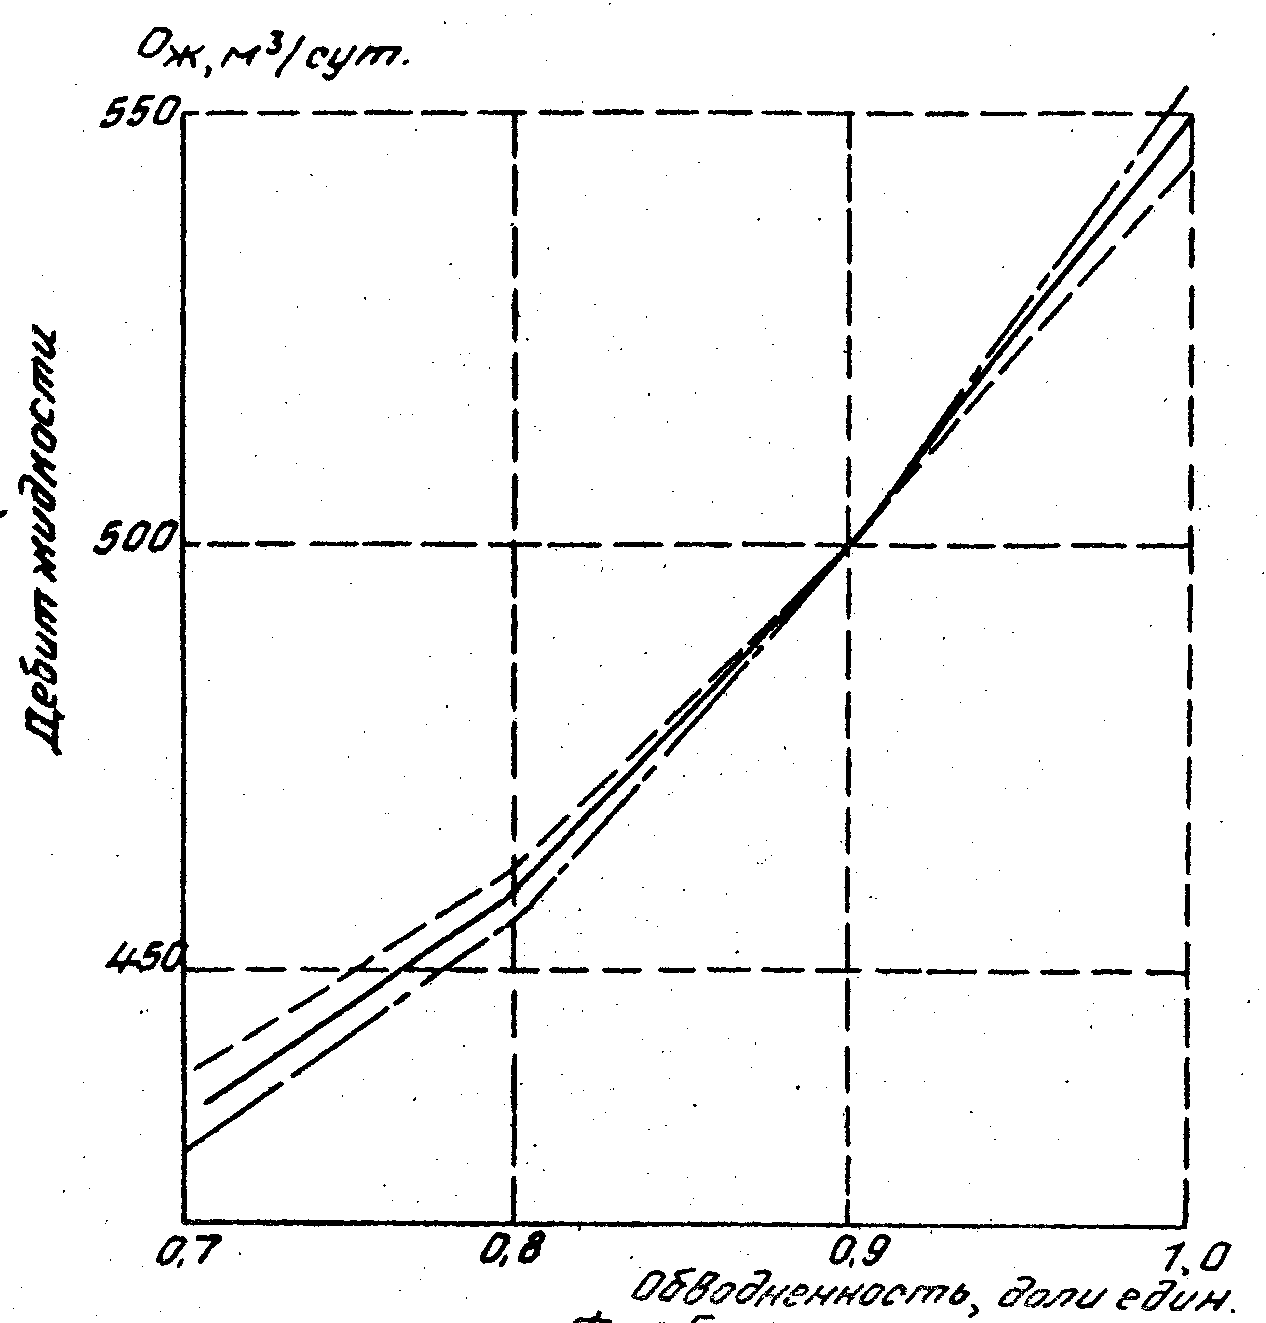 Qж, м³/сут.
550
Дебит жидкости
500
450
0,7 0,8 0,9 1,0
Обводненность, доли един.